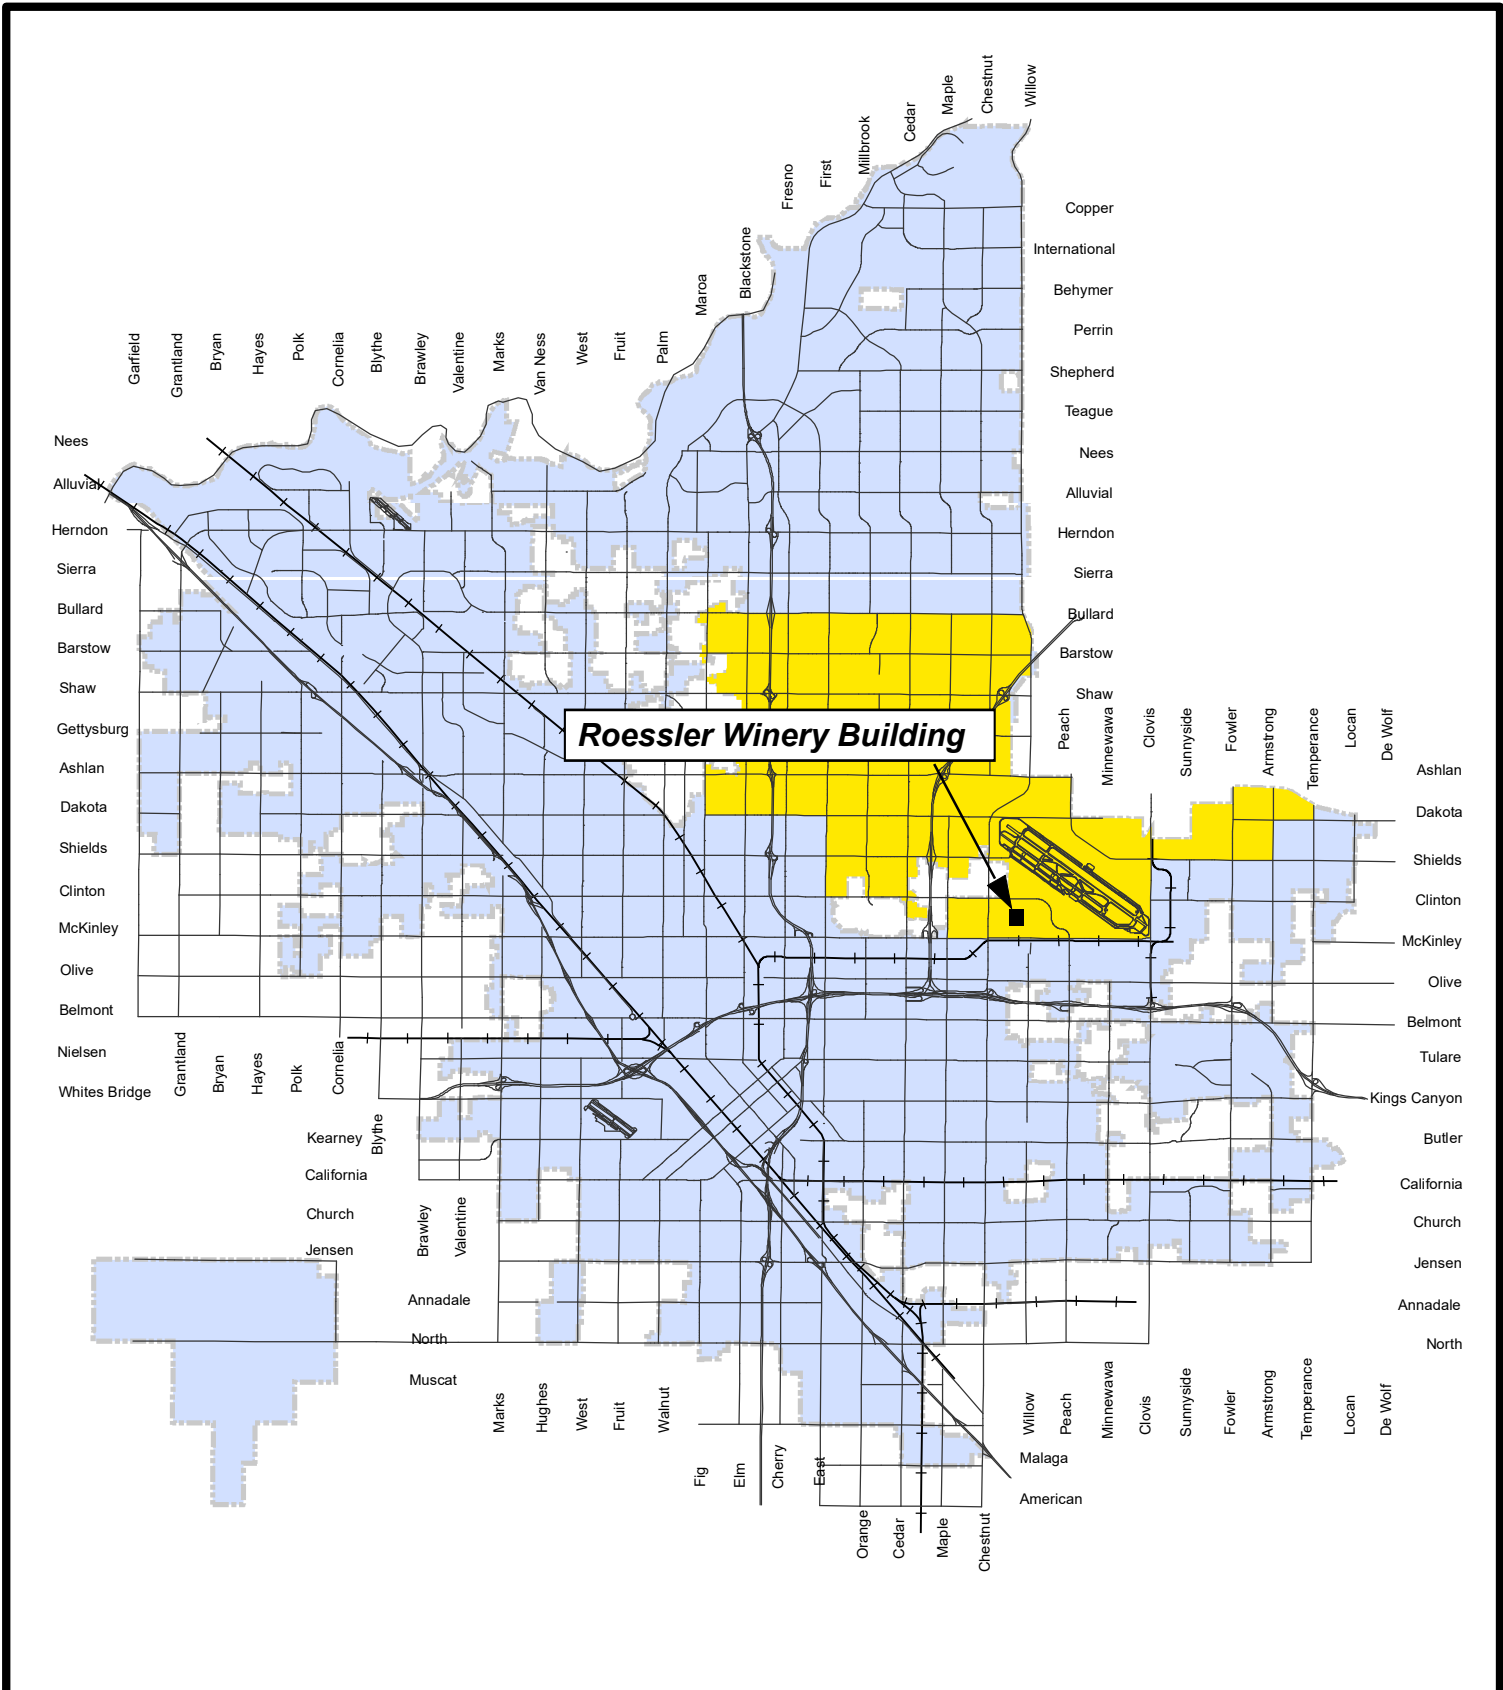 Chestnut
Willow
Maple
Cedar
Millbrook
First
Fresno
Blackstone
Maroa
Copper
International
Behymer
Perrin
Shepherd
Teague
Nees
Alluvial
Herndon
Sierra
Bullard
Barstow
Shaw
Garfield
Grantland
Bryan
Hayes
Polk
Cornelia
Blythe
Brawley
Valentine
Marks
Van Ness
West
Fruit
Palm
Nees
Alluvial
Herndon
Sierra
Bullard
Barstow
Shaw
Gettysburg
Ashlan
Dakota
Shields
Clinton
McKinley
Olive
Belmont
Nielsen
Whites Bridge
Roessler Winery Building
Peach
Minnewawa
Clovis
Sunnyside
Fowler
Armstrong
Temperance
Locan
De Wolf
Ashlan
Dakota
Shields
Clinton
McKinley
Olive
Belmont
Tulare
Kings Canyon
Butler
California
Church
Jensen
Annadale
North
Grantland
Bryan
Hayes
Polk
Cornelia
Blythe
Kearney
California
Church
Jensen
Brawley
Valentine
Annadale
North
Muscat
Marks
Hughes
West
Fruit
Walnut
Fig
Elm
Cherry
East
Orange
Cedar
Maple
Chestnut
Willow
Peach
Minnewawa
Clovis
Sunnyside
Fowler
Armstrong
Temperance
Locan
De Wolf
Malaga
American